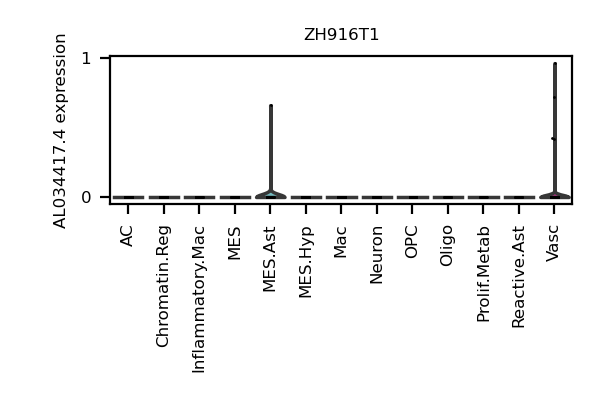 ZH916T1
AL034417.4 expression
1
0
AC
Chromatin.Reg
Inflammatory.Mac
MES
MES.Ast
MES.Hyp
Mac
Neuron
OPC
Oligo
Prolif.Metab
Reactive.Ast
Vasc